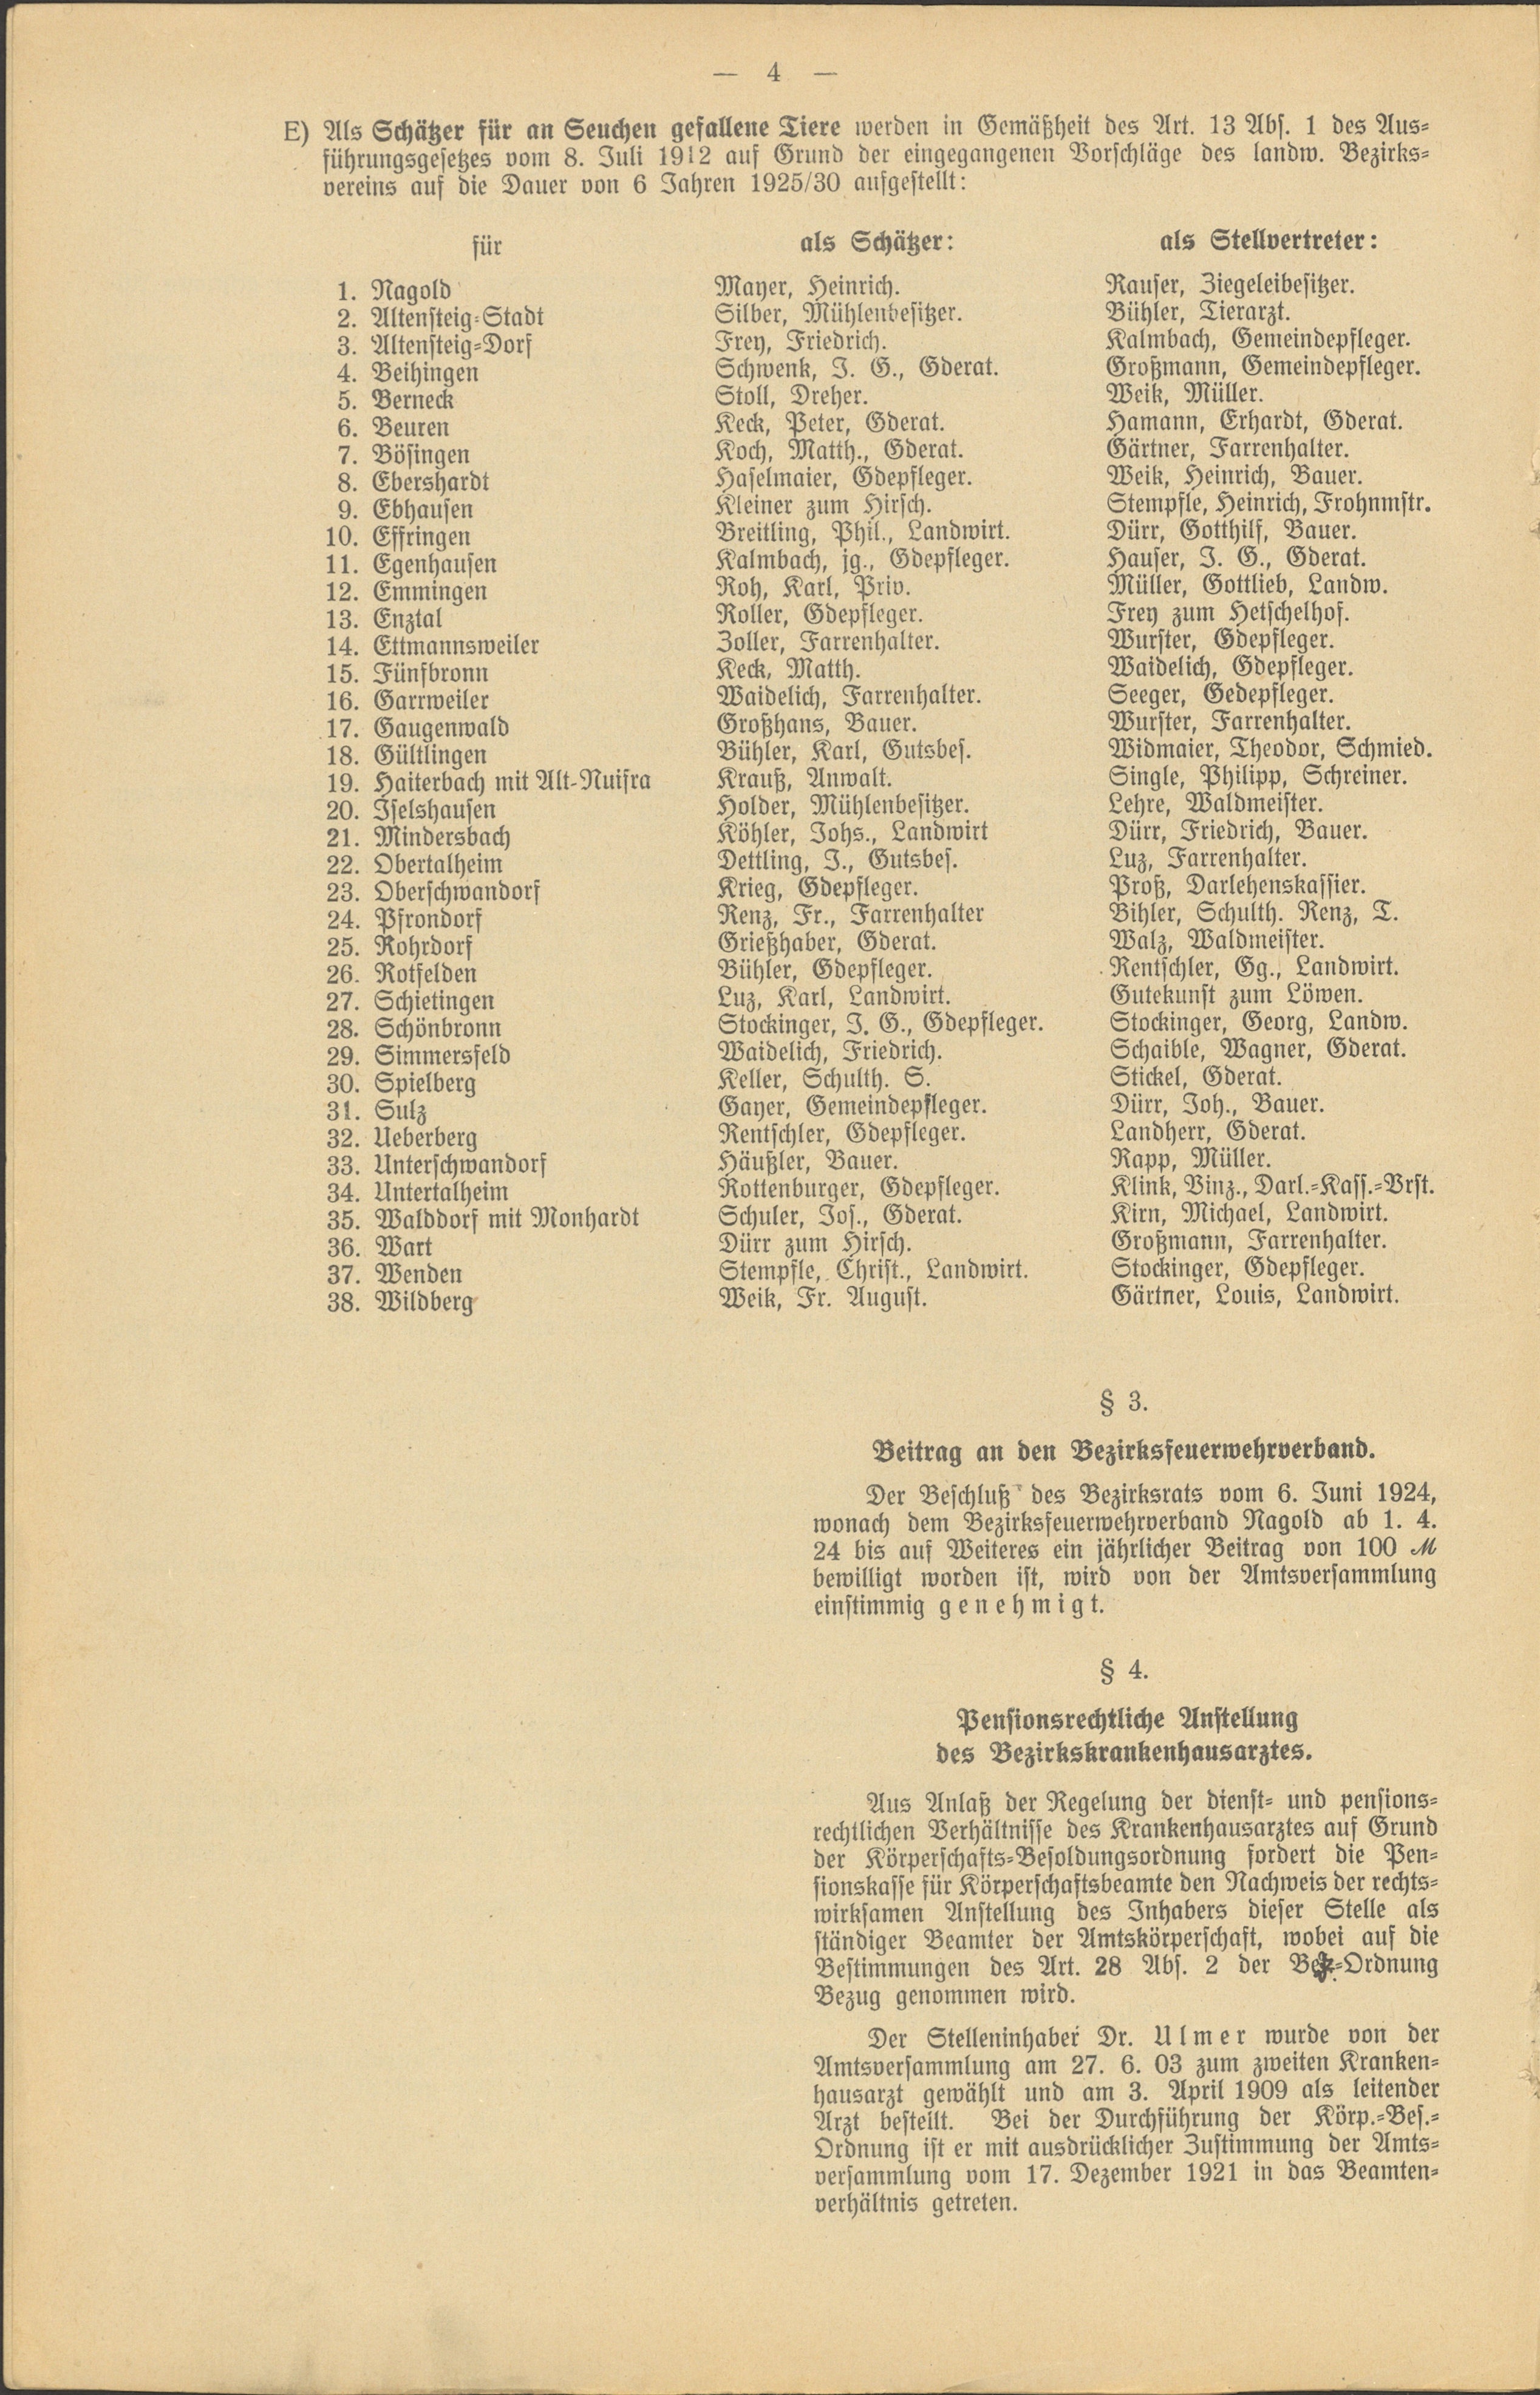 — 4 —
E) Als Schätzer für an Seuchen gefallene Tiere werden in Gemäßheit des Art. 13 Abs. 1 des Aus-
führungsgesetzes vom 8. Juli 1912 auf Grund der eingegangenen Vorschläge des landw. Bezirks-
vereins auf die Dauer von 6 Jahren 1925/30 aufgestellt:
für als Schätzer: als Stellvertreter:
1. Nagold Mayer, Heinrich. Rauser, Ziegeleibesitzer.
2. Altensteig-Stadt Silber, Mühlenbesitzer. Bühler, Tierarzt.
3. Altensteig-Dorf Frey, Friedrich. Kalmbach, Gemeindepfleger.
4. Beihingen Schwenk, J. G., Gderat. Großmann, Gemeindepfleger.
5. Berneck Stoll, Dreher. Weik, Müller.
6. Beuren Keck, Peter, Gderat. Hamann, Erhardt, Gderat.
7. Bösingen Koch, Matth., Gderat. Gärtner, Farrenhalter.
8. Ebershardt Haselmaier, Gdepfleger. Weik, Heinrich, Bauer.
9. Ebhausen Kleiner zum Hirsch. Stempfle, Heinrich, Frohnmstr.
10. Effringen Breitling, Phil., Landwirt. Dürr, Gotthilf, Bauer.
11. Egenhausen Kalmbach, jg., Gdepfleger. Hauser, J. G., Gderat.
12. Emmingen Roh, Karl, Priv. Müller, Gottlieb, Landw.
13. Enztal Roller, Gdepfleger. Frey zum Hetschelhof.
14. Ettmannsweiler Zoller, Farrenhalter. Wurster, Gdepfleger.
15. Fünfbronn Keck, Matth. Waidelich, Gdepfleger.
16. Garrweiler Waidelich, Farrenhalter. Seeger, Gedepfleger.
17. Gaugenwald Großhans, Bauer. Wurster, Farrenhalter.
18. Gültlingen Bühler, Karl, Gutsbes. Widmaier, Theodor, Schmied.
19. Haiterbach mit Alt-Nuifra Krauß, Anwalt. Single, Philipp, Schreiner.
20. Iselshausen Holder, Mühlenbesitzer. Lehre, Waldmeister.
21. Mindersbach Köhler, Johs., Landwirt Dürr, Friedrich, Bauer.
22. Obertalheim Dettling, J., Gutsbes. Luz, Farrenhalter.
23. Oberschwandorf Krieg, Gdepfleger. Proß, Darlehenskassier.
24. Pfrondorf Renz, Fr., Farrenhalter Bihler, Schulth. Renz, T.
25. Rohrdorf Grießhaber, Gderat. Walz, Waldmeister.
26. Rotfelden Bühler, Gdepfleger. Rentschler, Gg., Landwirt.
27. Schietingen Luz, Karl, Landwirt. Gutekunst zum Löwen.
28. Schönbronn Stockinger, J. G., Gdepfleger. Stockinger, Georg, Landw.
29. Simmersfeld Waidelich, Friedrich. Schaible, Wagner, Gderat.
30. Spielberg Keller, Schulth. S. Stickel, Gderat.
31. Sulz Gayer, Gemeindepfleger. Dürr, Joh., Bauer.
32. Ueberberg Rentschler, Gdepfleger. Landherr, Gderat.
33. Unterschwandorf Häußler, Bauer. Rapp, Müller.
34. Untertalheim Rottenburger, Gdepfleger. Klink, Vinz., Darl.-Kass.-Vrst.
35. Walddorf mit Monhardt Schuler, Jos., Gderat. Kirn, Michael, Landwirt.
36. Wart Dürr zum Hirsch. Großmann, Farrenhalter.
37. Wenden Stempfle, Christ., Landwirt. Stockinger, Gdepfleger.
38. Wildberg Weik, Fr. August. Gärtner, Louis, Landwirt.
§ 3.
Beitrag an den Bezirksfeuerwehrverband.
Der Beschluß des Bezirksrats vom 6. Juni 1924,
wonach dem Bezirksfeuerwehrverband Nagold ab 1. 4.
24 bis auf Weiteres ein jährlicher Beitrag von 100 ℳ
bewilligt worden ist, wird von der Amtsversammlung
einstimmig genehmigt.
§ 4.
Pensionsrechtliche Anstellung
des Bezirkskrankenhausarztes.
Aus Anlaß der Regelung der dienst- und pensions-
rechtlichen Verhältnisse des Krankenhausarztes auf Grund
der Körperschafts-Besoldungsordnung fordert die Pen-
sionskasse für Körperschaftsbeamte den Nachweis der rechts-
wirksamen Anstellung des Inhabers dieser Stelle als
ständiger Beamter der Amtskörperschaft, wobei auf die
Bestimmungen des Art. 28 Abs. 2 der -Ordnung
Bezug genommen wird.
Der Stelleninhaber Dr. Ulmer wurde von der
Amtsversammlung am 27. 6. 03 zum zweiten Kranken-
hausarzt gewählt und am 3. April 1909 als leitender
Arzt bestellt. Bei der Durchführung der Körp.-Bes.-
Ordnung ist er mit ausdrücklicher Zustimmung der Amts-
versammlung vom 17. Dezember 1921 in das Beamten-
verhältnis getreten.